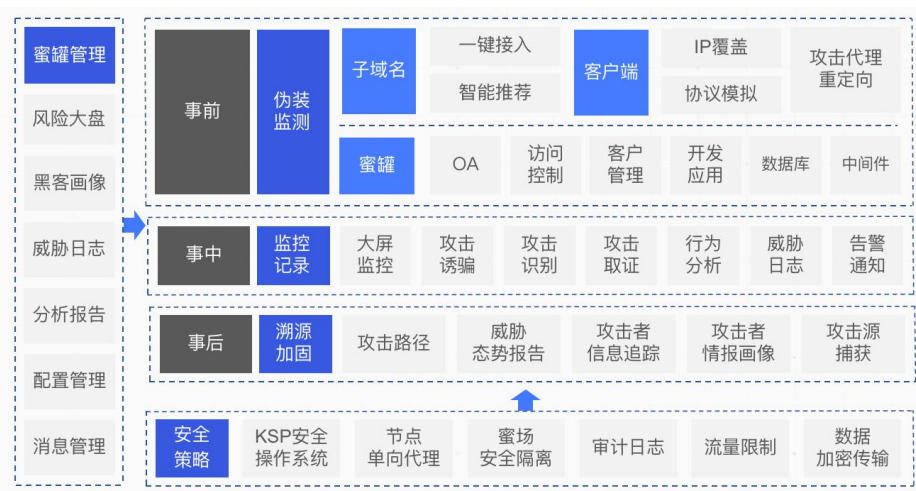 蜜罐管理
风险大盘
黑客画像
威胁日志
分析报告
配置管理
消息管理
事前
伪装
监测
子域名
一键接入
智能推荐
客户端
IP覆盖
协议模拟
攻击代理
重定向
蜜罐
OA
访问
控制
客户
管理
开发
应用
数据库
中间件
事中
监控
记录
大屏
监控
攻击
诱骗
攻击
识别
攻击
取证
行为
分析
威胁
日志
告警
通知
事后
溯源
加固
攻击路径
威胁
态势报告
攻击者
信息追踪
攻击者
情报画像
攻击源
捕获
安全
策略
KSP安全
操作系统
节点
单向代理
蜜场
安全隔离
审计日志
流量限制
数据
加密传输